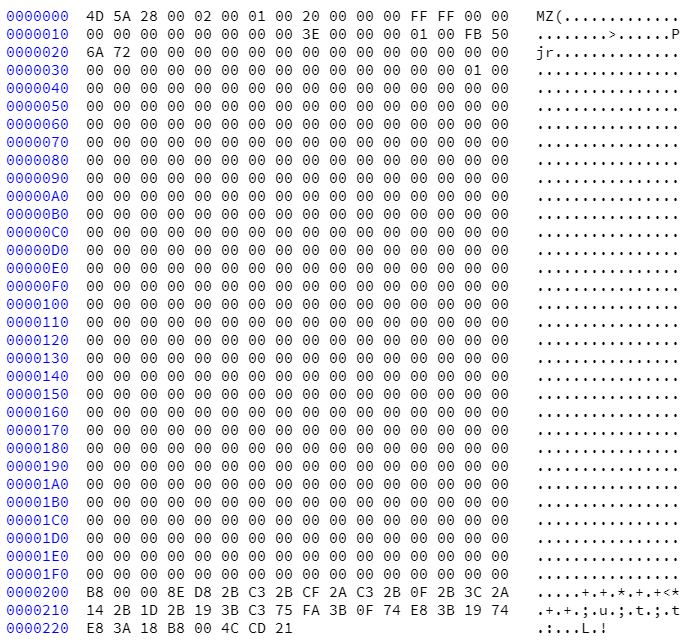 0000000 4D 5A 28 00 02 00 01 00 20 00 00 00 FF FF 00 00 MZ(.............
0000010 00 00 00 00 00 00 00 00 3E 00 00 00 01 00 FB 50 ........>......P
0000020 6A 72 00 00 00 00 00 00 00 00 00 00 00 00 00 00 jr..............
0000030 00 00 00 00 00 00 00 00 00 00 00 00 00 00 01 00 ................
0000040 00 00 00 00 00 00 00 00 00 00 00 00 00 00 00 00 ................
0000050 00 00 00 00 00 00 00 00 00 00 00 00 00 00 00 00 ................
0000060 00 00 00 00 00 00 00 00 00 00 00 00 00 00 00 00 ................
0000070 00 00 00 00 00 00 00 00 00 00 00 00 00 00 00 00 ................
0000080 00 00 00 00 00 00 00 00 00 00 00 00 00 00 00 00 ................
0000090 00 00 00 00 00 00 00 00 00 00 00 00 00 00 00 00 ................
00000A0 00 00 00 00 00 00 00 00 00 00 00 00 00 00 00 00 ................
00000B0 00 00 00 00 00 00 00 00 00 00 00 00 00 00 00 00 ................
00000C0 00 00 00 00 00 00 00 00 00 00 00 00 00 00 00 00 ................
00000D0 00 00 00 00 00 00 00 00 00 00 00 00 00 00 00 00 ................
00000E0 00 00 00 00 00 00 00 00 00 00 00 00 00 00 00 00 ................
00000F0 00 00 00 00 00 00 00 00 00 00 00 00 00 00 00 00 ................
0000100 00 00 00 00 00 00 00 00 00 00 00 00 00 00 00 00 ................
0000110 00 00 00 00 00 00 00 00 00 00 00 00 00 00 00 00 ................
0000120 00 00 00 00 00 00 00 00 00 00 00 00 00 00 00 00 ................
0000130 00 00 00 00 00 00 00 00 00 00 00 00 00 00 00 00 ................
0000140 00 00 00 00 00 00 00 00 00 00 00 00 00 00 00 00 ................
0000150 00 00 00 00 00 00 00 00 00 00 00 00 00 00 00 00 ................
0000160 00 00 00 00 00 00 00 00 00 00 00 00 00 00 00 00 ................
0000170 00 00 00 00 00 00 00 00 00 00 00 00 00 00 00 00 ................
0000180 00 00 00 00 00 00 00 00 00 00 00 00 00 00 00 00 ................
0000190 00 00 00 00 00 00 00 00 00 00 00 00 00 00 00 00 ................
00001A0 00 00 00 00 00 00 00 00 00 00 00 00 00 00 00 00 ................
00001B0 00 00 00 00 00 00 00 00 00 00 00 00 00 00 00 00 ................
00001C0 00 00 00 00 00 00 00 00 00 00 00 00 00 00 00 00 ................
00001D0 00 00 00 00 00 00 00 00 00 00 00 00 00 00 00 00 ................
00001E0 00 00 00 00 00 00 00 00 00 00 00 00 00 00 00 00 ................
00001F0 00 00 00 00 00 00 00 00 00 00 00 00 00 00 00 00 ................
0000200 B8 00 00 8E D8 2B C3 2B CF 2A C3 2B 0F 2B 3C 2A .....+.+.*.+.+<*
0000210 14 2B 1D 2B 19 3B C3 75 FA 3B 0F 74 E8 3B 19 74 .+.+.;.u.;.t.;.t
0000220 E8 3A 18 B8 00 4C CD 21 .:...L.!